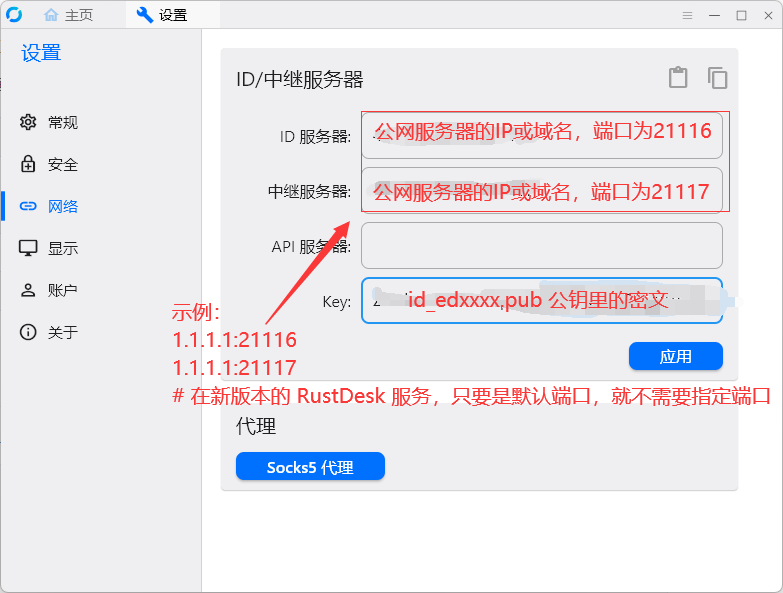 主页
设置
设置
常规
安全
网络
显示
账户
关于
ID/中继服务器
ID 服务器:
公网服务器的IP或域名，端口为21116
中继服务器:
公网服务器的IP或域名，端口为21117
API 服务器:
Key:
id_edxxxx,pub 公钥里的密文
示例：
1.1.1.1:21116
1.1.1.1:21117
应用
# 在新版本的 RustDesk 服务，只要是默认端口，就不需要指定端口
代理
Socks5 代理